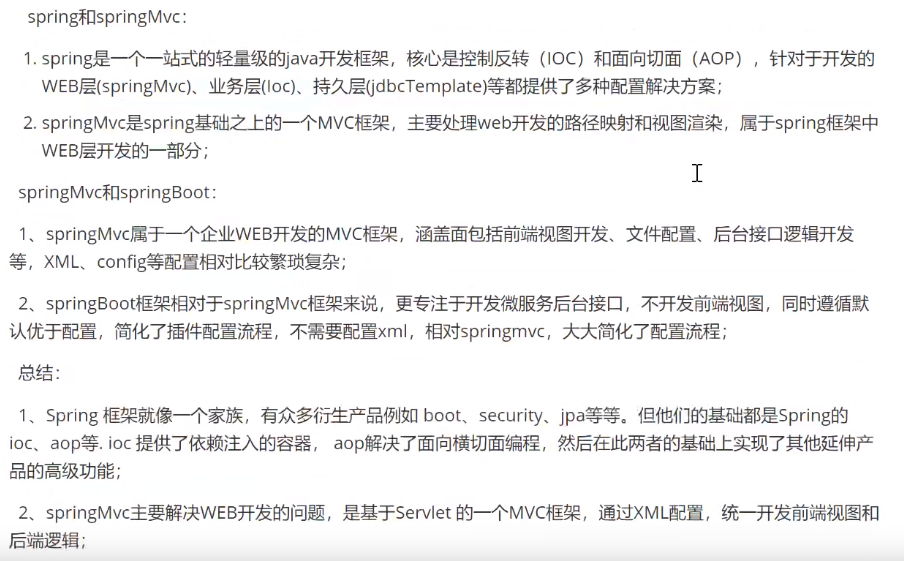 spring和springMvc：
1. spring是一个一站式的轻量级的java开发框架，核心是控制反转（IOC）和面向切面（AOP），针对于开发的
WEB层(springMvc)、业务层(Ioc)、持久层(jdbcTemplate)等都提供了多种配置解决方案；
2. springMvc是spring基础之上的一个MVC框架，主要处理web开发的路径映射和视图渲染，属于spring框架中
WEB层开发的一部分；
springMvc和springBoot：
1、springMvc属于一个企业WEB开发的MVC框架，涵盖面包括前端视图开发、文件配置、后台接口逻辑开发
等，XML、config等配置相对比较繁琐复杂；
2、springBoot框架相对于springMvc框架来说，更专注于开发微服务后台接口，不开发前端视图，同时遵循默
认优于配置，简化了插件配置流程，不需要配置xml，相对springmvc，大大简化了配置流程；
总结：
1、Spring 框架就像一个家族，有众多衍生产品例如 boot、security、jpa等等。但他们的基础都是Spring的
ioc、aop等. ioc 提供了依赖注入的容器， aop解决了面向横切面编程，然后在此两者的基础上实现了其他延伸产
品的高级功能；
2、springMvc主要解决WEB开发的问题，是基于Servlet 的一个MVC框架，通过XML配置，统一开发前端视图和
后端逻辑；